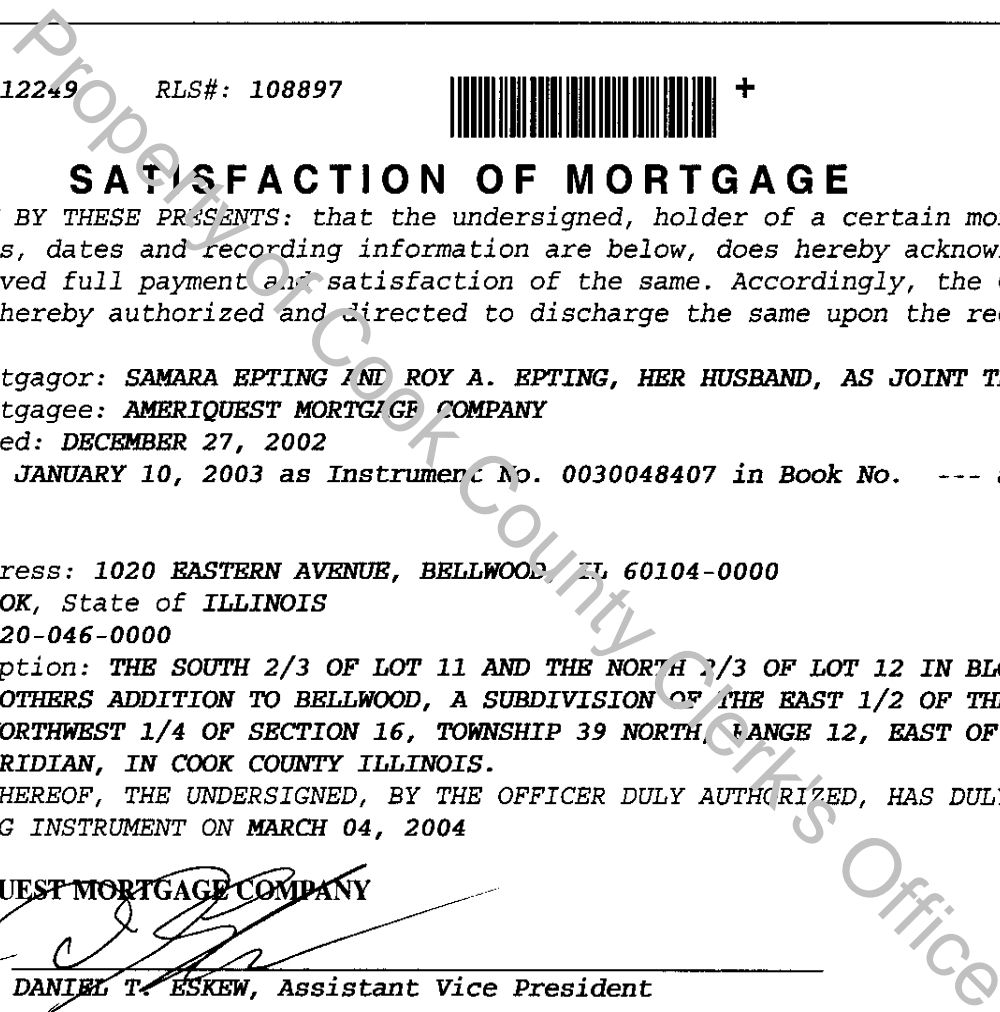 12249 RLS#: 108897 +
SATISFACTION OF MORTGAGE
BY THESE PRESENTS: that the undersigned, holder of a certain mo
s, dates and recording information are below, does hereby acknow
ved full payment and satisfaction of the same. Accordingly, the
hereby authorized and directed to discharge the same upon the re
tgagor: SAMARA EPTING AND ROY A. EPTING, HER HUSBAND, AS JOINT T
tgagee: AMERIQUEST MORTGAGE COMPANY
ed: DECEMBER 27, 2002
JANUARY 10, 2003 as Instrument No. 0030048407 in Book No. ---
ress: 1020 EASTERN AVENUE, BELLWOOD, IL 60104-0000
OK, State of ILLINOIS
20-046-0000
ption: THE SOUTH 2/3 OF LOT 11 AND THE NORTH 2/3 OF LOT 12 IN BL
OTHERS ADDITION TO BELLWOOD, A SUBDIVISION OF THE EAST 1/2 OF TH
ORTHWEST 1/4 OF SECTION 16, TOWNSHIP 39 NORTH, RANGE 12, EAST OF
RIDIAN, IN COOK COUNTY ILLINOIS.
HEREOF, THE UNDERSIGNED, BY THE OFFICER DULY AUTHORIZED, HAS DUL
G INSTRUMENT ON MARCH 04, 2004
UEST MORTGAGE COMPANY
DANIEL T. ESKEW, Assistant Vice President
Property of Cook County Clerk's Office